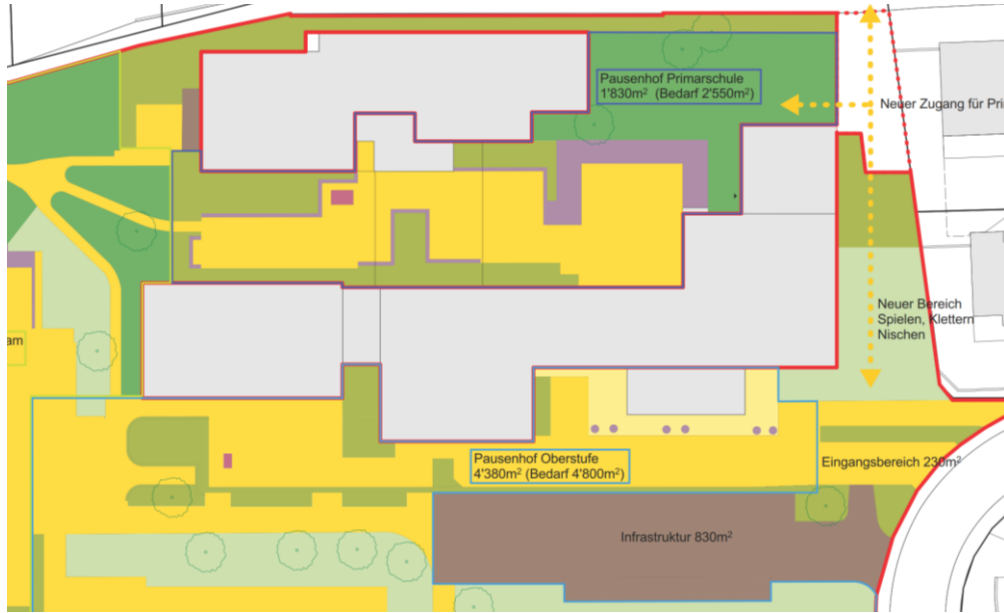 Pausenhof Primarschule
1'830m² (Bedarf 2'550m²)
Neuer Zugang für Pri
Neuer Bereich
Spielen, Klettern
Nischen
am
Pausenhof Oberstufe
4'380m² (Bedarf 4'800m²)
Eingangsbereich 230m²
Infrastruktur 830m²